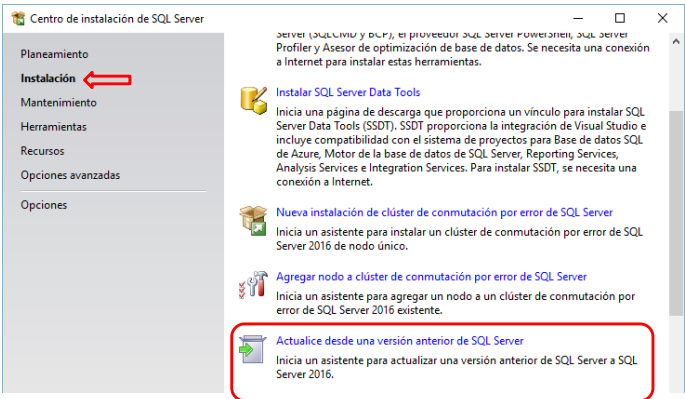 Centro de instalación de SQL Server
Planeamiento
Instalación
Mantenimiento
Herramientas
Recursos
Opciones avanzadas
Opciones
Server (SQLCMD y BCP), el proveedor SQL Server PowerShell, SQL Server
Profiler y Asesor de optimización de base de datos. Se necesita una conexión
a Internet para instalar estas herramientas.
Instalar SQL Server Data Tools
Inicia una página de descarga que proporciona un vínculo para instalar SQL
Server Data Tools (SSDT). SSDT proporciona la integración de Visual Studio e
incluye compatibilidad con el sistema de proyectos para Base de datos SQL
de Azure, Motor de la base de datos de SQL Server, Reporting Services,
Analysis Services e Integration Services. Para instalar SSDT, se necesita una
conexión a Internet.
Nueva instalación de clúster de conmutación por error de SQL Server
Inicia un asistente para instalar un clúster de conmutación por error de SQL
Server 2016 de nodo único.
Agregar nodo a clúster de conmutación por error de SQL Server
Inicia un asistente para agregar un nodo a un clúster de conmutación por
error de SQL Server 2016 existente.
Actualice desde una versión anterior de SQL Server
Inicia un asistente para actualizar una versión anterior de SQL Server a SQL
Server 2016.